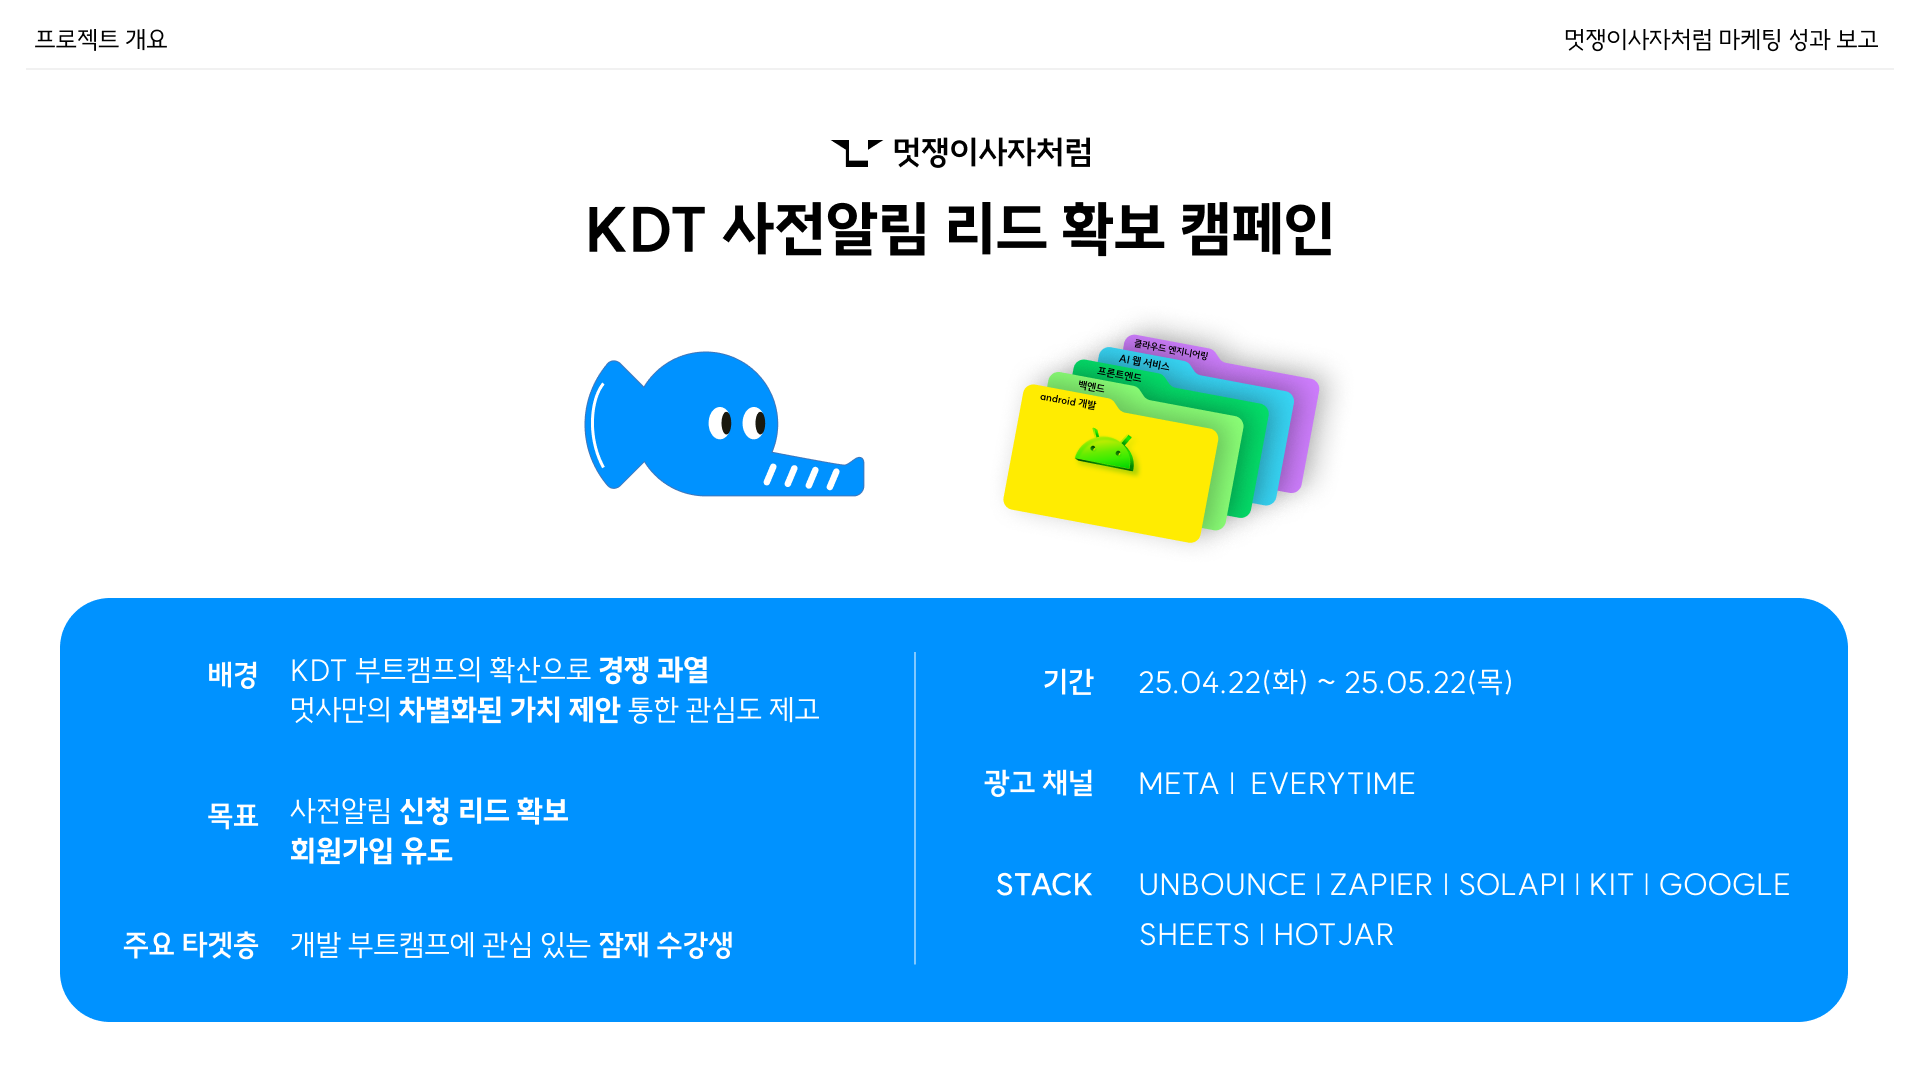 프로젝트 개요
멋쟁이사자처럼 마케팅 성과 보고
멋쟁이사자처럼
KDT 사전알림 리드 확보 캠페인
클라우드 엔지니어링
AI 웹 서비스
프론트엔드
백엔드
android 개발
배경
KDT 부트캠프의 확산으로 경쟁 과열
멋사만의 차별화된 가치 제안 통한 관심도 제고
목표
사전알림 신청 리드 확보
회원가입 유도
주요 타겟층
개발 부트캠프에 관심 있는 잠재 수강생
기간
25.04.22(화) ~ 25.05.22(목)
광고 채널
META | EVERYTIME
STACK
UNBOUNCE | ZAPIER | SOLAPI | KIT | GOOGLE
SHEETS | HOTJAR